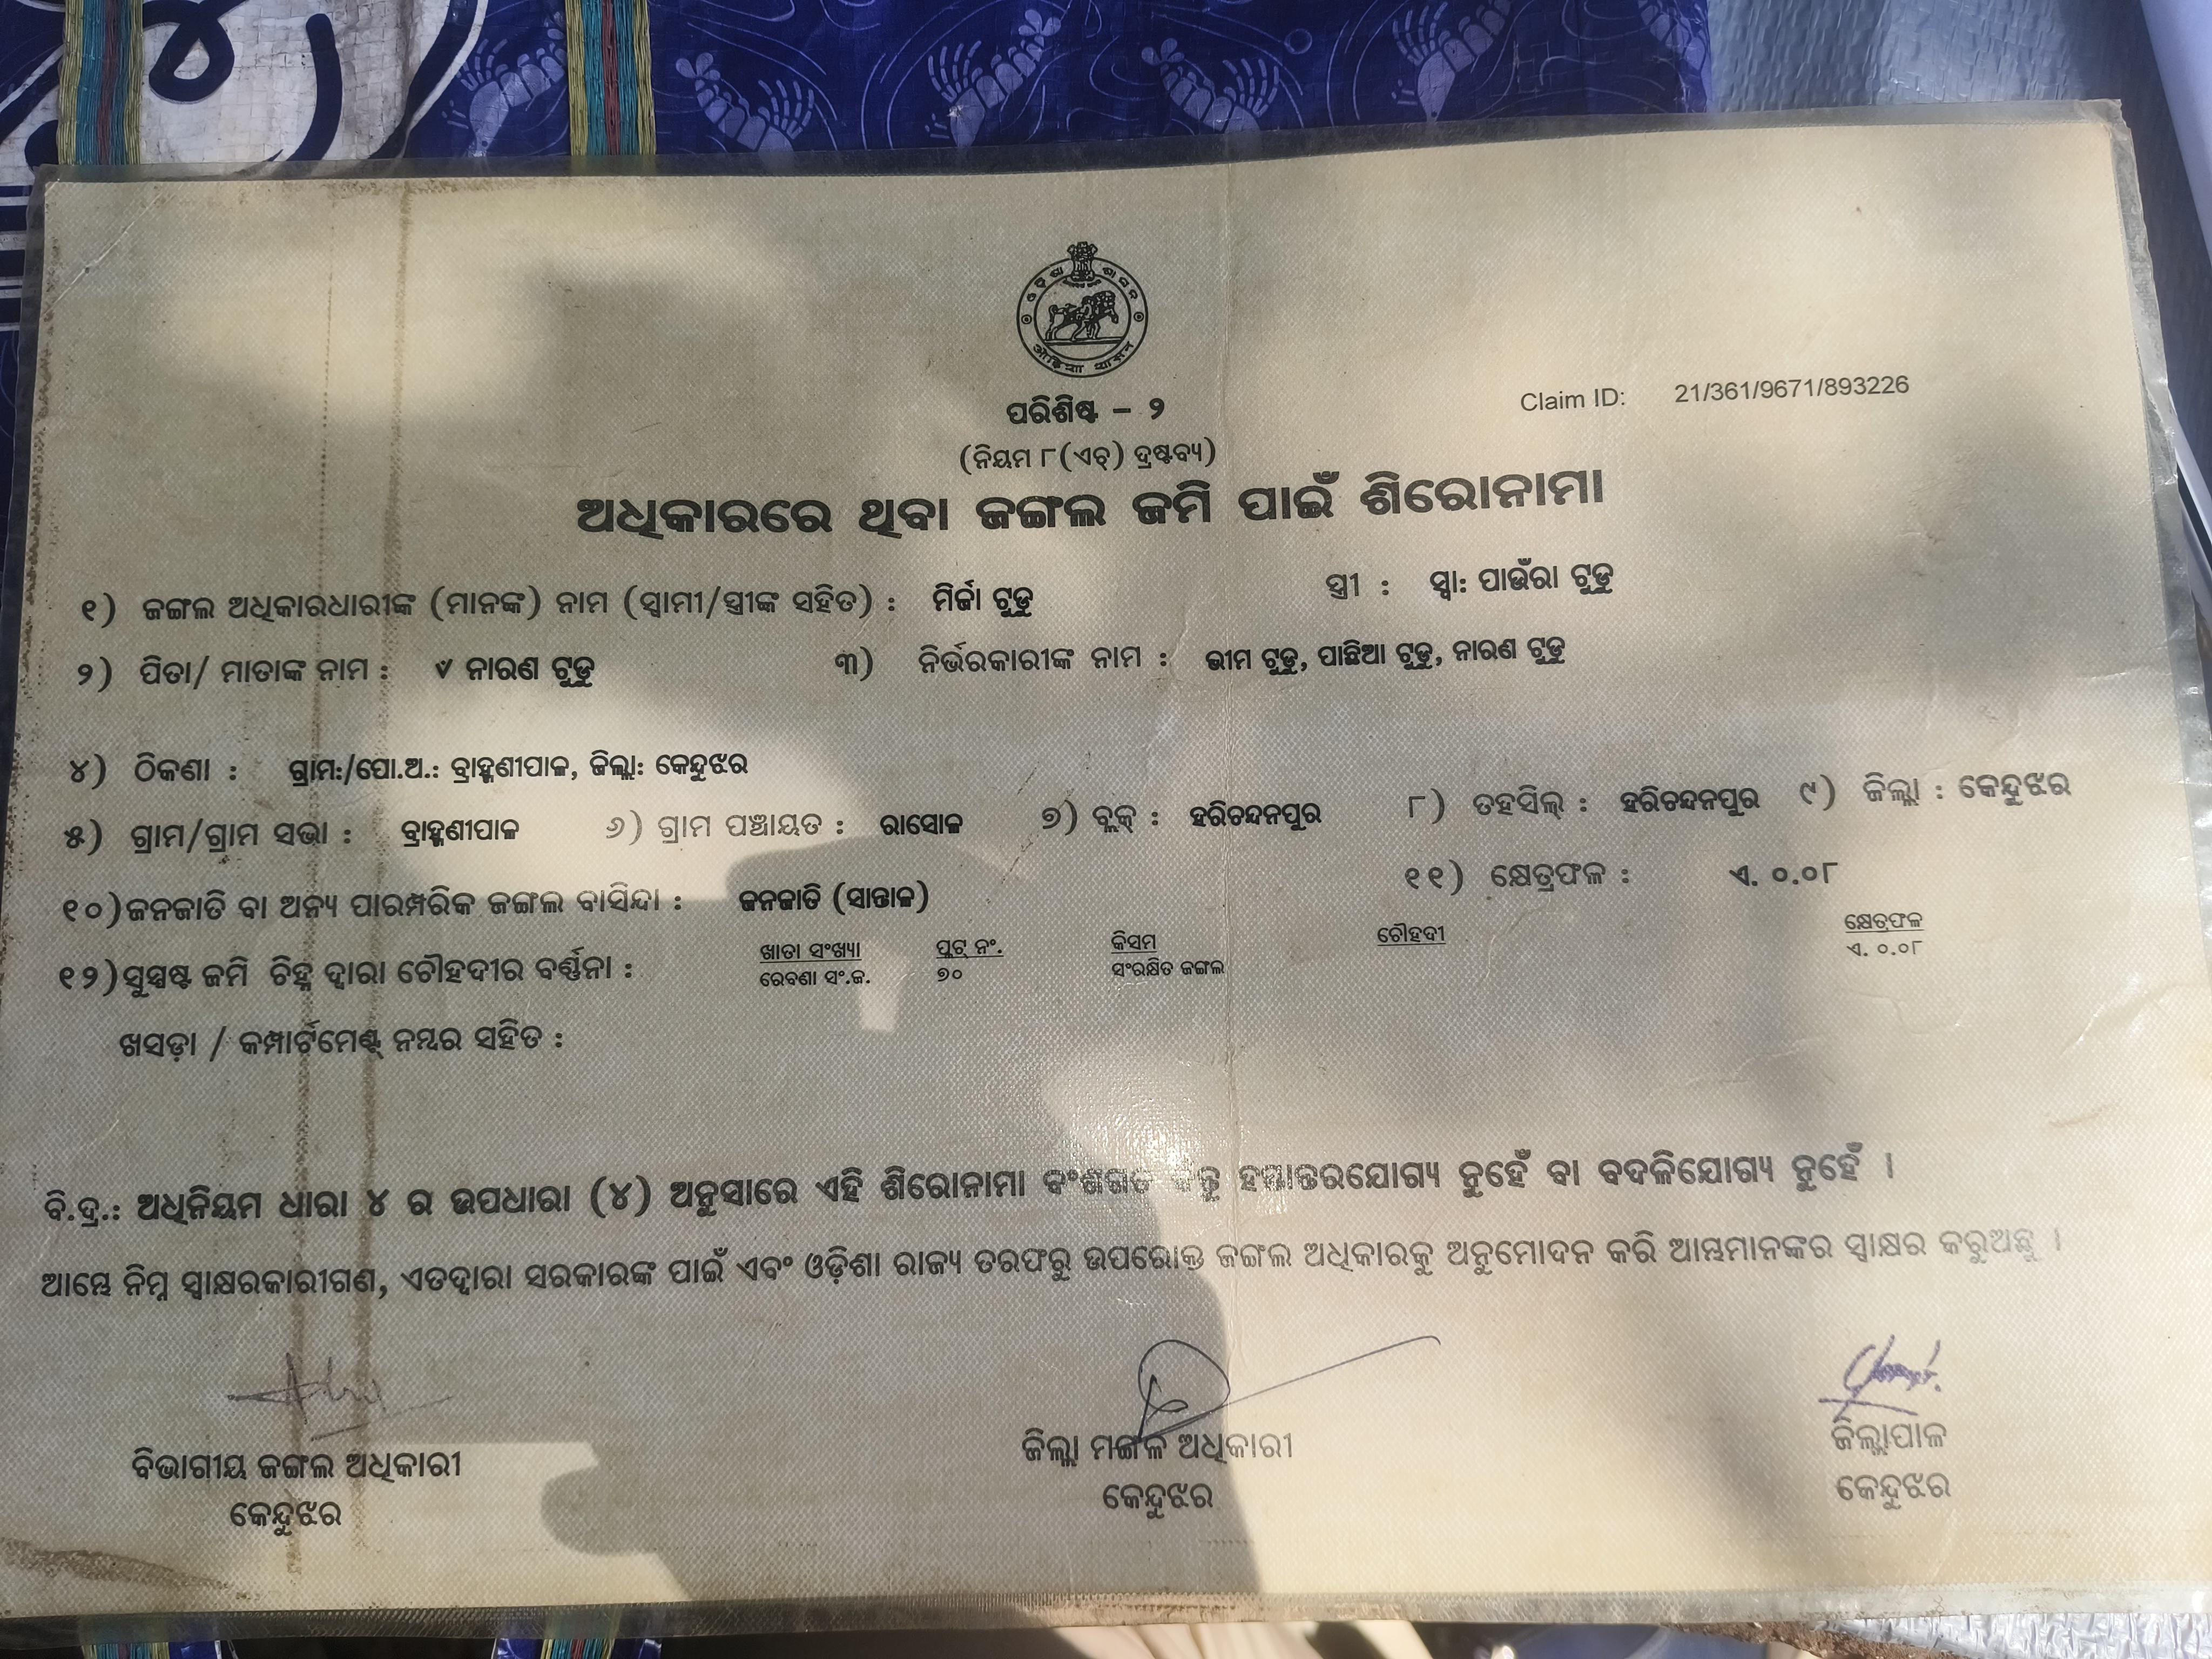 ଓଡ଼ିଶା ଶାସନ
ओड़िशा शासन
ପରିଶିଷ୍ଟ – ୨
Claim ID: 21/361/9671/893226
(ନିୟମ ୮(ଏଚ୍) ଦ୍ରଷ୍ଟବ୍ୟ)
ଅଧିକାରରେ ଥିବା ଜଙ୍ଗଲ ଜମି ପାଇଁ ଶିରୋନାମା
୧) ଜଙ୍ଗଲ ଅଧିକାରଧାରୀଙ୍କ (ମାନଙ୍କ) ନାମ (ସ୍ୱାମୀ/ସ୍ତ୍ରୀଙ୍କ ସହିତ) : ମିର୍ଜା ଟୁଡୁ ସ୍ତ୍ରୀ : ସ୍ୱା: ପାଉଁରା ଟୁଡୁ
୨) ପିତା/ ମାତାଙ୍କ ନାମ : ୰ ନାରଣ ଟୁଡୁ ୩) ନିର୍ଭରକାରୀଙ୍କ ନାମ : ଭୀମ ଟୁଡୁ, ପାଛିଆ ଟୁଡୁ, ନାରଣ ଟୁଡୁ
୪) ଠିକଣା : ଗ୍ରାମ:/ପୋ.ଅ.: ବ୍ରାହ୍ମଣୀପାଳ, ଜିଲ୍ଲା: କେନ୍ଦୁଝର
୫) ଗ୍ରାମ/ଗ୍ରାମ ସଭା : ବ୍ରାହ୍ମଣୀପାଳ ୬) ଗ୍ରାମ ପଞ୍ଚାୟତ : ରାସୋଳ ୭) ବ୍ଲକ୍ : ହରିଚନ୍ଦନପୁର ୮) ତହସିଲ୍ : ହରିଚନ୍ଦନପୁର ୯) ଜିଲ୍ଲା : କେନ୍ଦୁଝର
୧୦) ଜନଜାତି ବା ଅନ୍ୟ ପାରମ୍ପରିକ ଜଙ୍ଗଲ ବାସିନ୍ଦା : ଜନଜାତି (ସାନ୍ତାଳ) ୧୧) କ୍ଷେତ୍ରଫଳ : ଏ. ୦.୦୮
୧୨) ସୁସ୍ପଷ୍ଟ ଜମି ଚିହ୍ନ ଦ୍ୱାରା ଚୌହଦୀର ବର୍ଣ୍ଣନା : ଖାତା ସଂଖ୍ୟା ପ୍ଲଟ୍ ନଂ. କିସମ ଚୌହଦୀ କ୍ଷେତ୍ରଫଳ
ରେବଣା ସଂ.ଜ. ୭୦ ସଂରକ୍ଷିତ ଜଙ୍ଗଲ ଏ. ୦.୦୮
ଖସଡ଼ା / କମ୍ପାର୍ଟମେଣ୍ଟ୍ ନମ୍ବର ସହିତ :
ବି.ଦ୍ର.: ଅଧିନିୟମ ଧାରା ୪ ର ଉପଧାରା (୪) ଅନୁସାରେ ଏହି ଶିରୋନାମା ବଂଶଗତ କିନ୍ତୁ ହସ୍ତାନ୍ତରଯୋଗ୍ୟ ନୁହେଁ ବା ବଦଳିଯୋଗ୍ୟ ନୁହେଁ ।
ଆମ୍ଭେ ନିମ୍ନ ସ୍ୱାକ୍ଷରକାରୀଗଣ, ଏତଦ୍ଦ୍ୱାରା ସରକାରଙ୍କ ପାଇଁ ଏବଂ ଓଡ଼ିଶା ରାଜ୍ୟ ତରଫରୁ ଉପରୋକ୍ତ ଜଙ୍ଗଲ ଅଧିକାରକୁ ଅନୁମୋଦନ କରି ଆମ୍ଭମାନଙ୍କର ସ୍ୱାକ୍ଷର କରୁଅଛୁ ।
ବିଭାଗୀୟ ଜଙ୍ଗଲ ଅଧିକାରୀ ଜିଲ୍ଲା ମଙ୍ଗଳ ଅଧିକାରୀ ଜିଲ୍ଲାପାଳ
କେନ୍ଦୁଝର କେନ୍ଦୁଝର କେନ୍ଦୁଝର